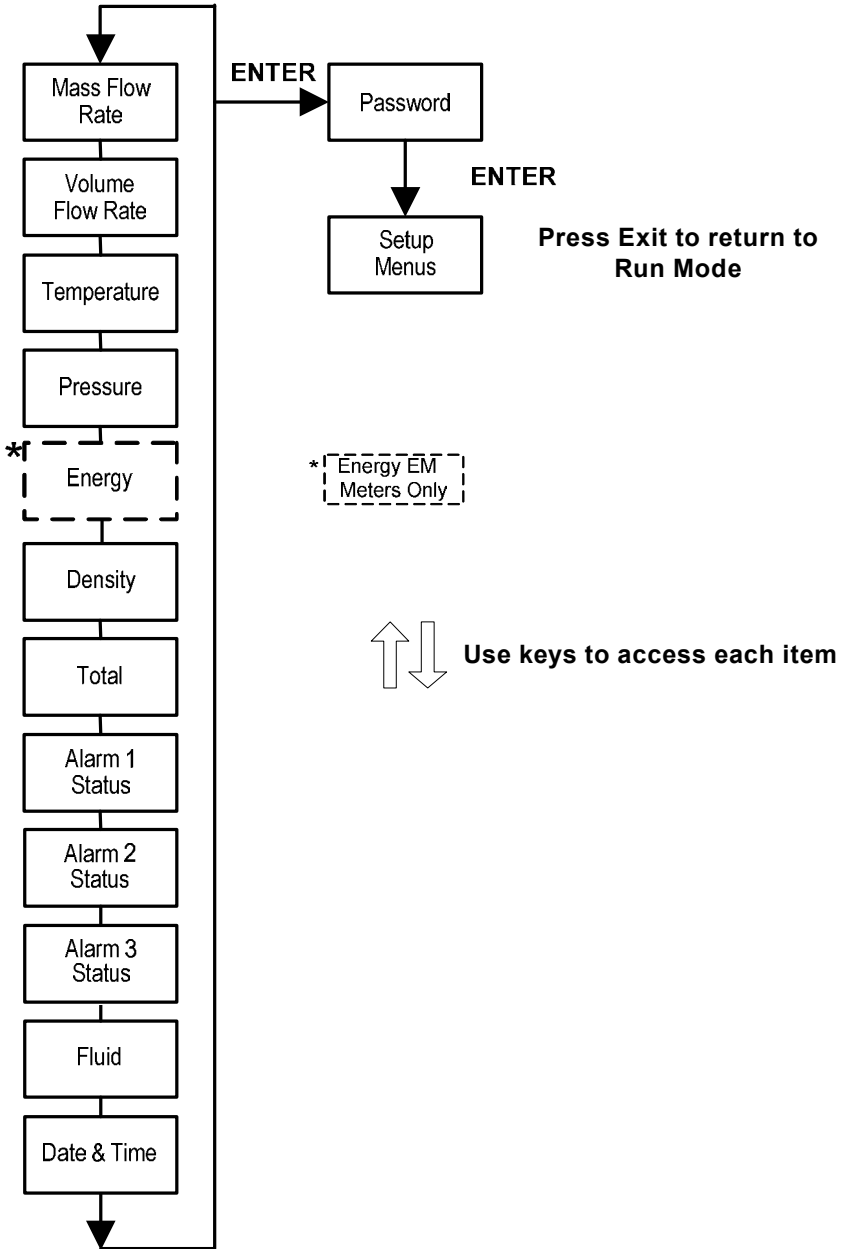 Mass Flow
Rate
Volume
Flow Rate
Temperature
Pressure
*
Energy
Density
Total
Alarm 1
Status
Alarm 2
Status
Alarm 3
Status
Fluid
Date & Time
ENTER
Password
ENTER
Setup
Menus
Press Exit to return to
Run Mode
* Energy EM
Meters Only
Use keys to access each item